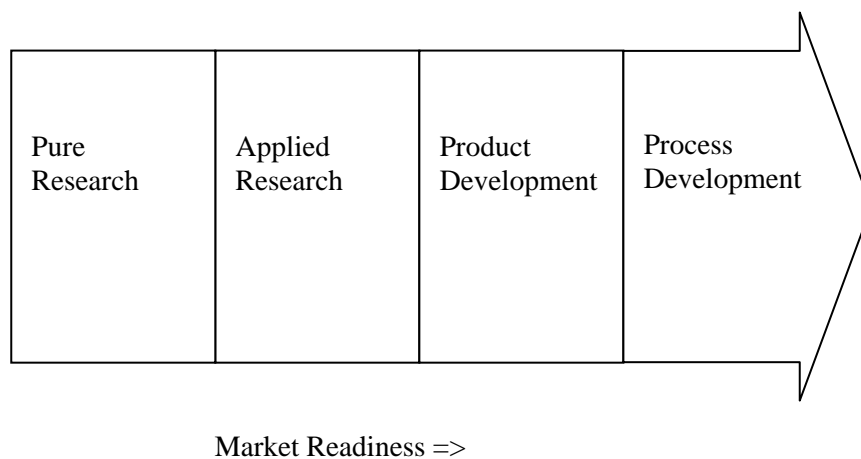 Pure
Research
Applied
Research
Product
Development
Process
Development
Market Readiness =>